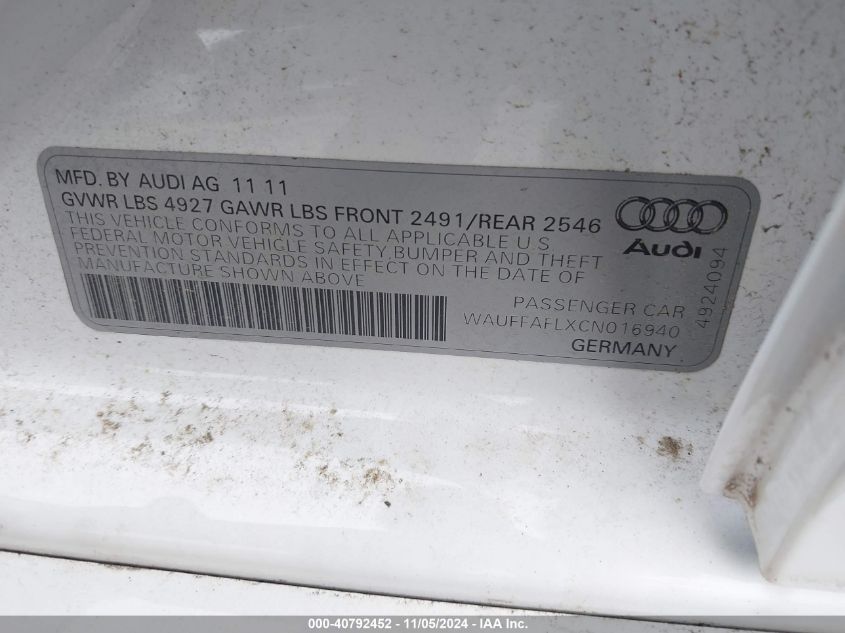 MFD. BY AUDI AG 11 11
GVWR LBS 4927 GAWR LBS FRONT 2491/REAR 2546
THIS VEHICLE CONFORMS TO ALL APPLICABLE U.S
FEDERAL MOTOR VEHICLE SAFETY,BUMPER AND THEFT
PREVENTION STANDARDS IN EFFECT ON THE DATE OF
MANUFACTURE SHOWN ABOVE
PASSENGER CAR
WAUFFAFLXCN016940
GERMANY
Audi
4924094
000-40792452 - 11/05/2024 - IAA Inc.